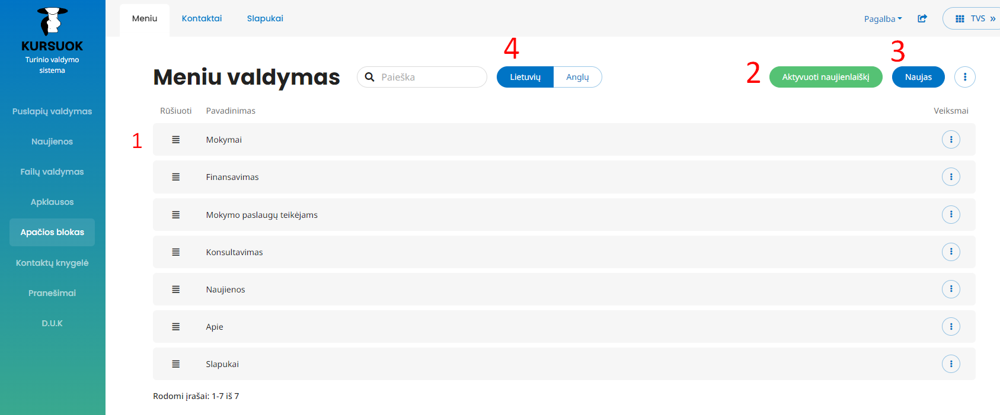 KURSUOK
Turinio valdymo
sistema
Puslapių valdymas
Naujienos
Failų valdymas
Apklausos
Apačios blokas
Kontaktų knygelė
Pranešimai
D.U.K
Meniu Kontaktai Slapukai Pagalba TVS »
4 3
Meniu valdymas Paieška Lietuvių Anglų 2 Aktyvuoti naujienlaiškį Naujas
Rūšiuoti Pavadinimas Veiksmai
1 Mokymai
Finansavimas
Mokymo paslaugų teikėjams
Konsultavimas
Naujienos
Apie
Slapukai
Rodomi įrašai: 1-7 iš 7